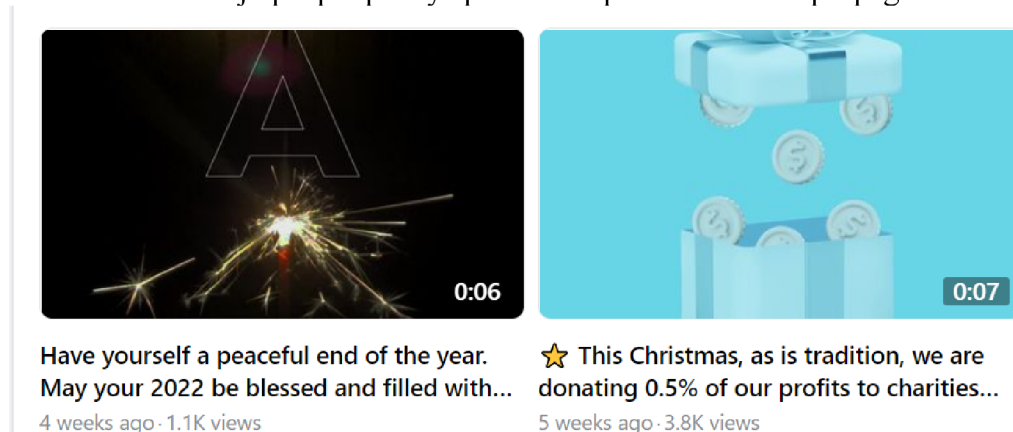 A
0:06
0:07
Have yourself a peaceful end of the year.
May your 2022 be blessed and filled with...
4 weeks ago · 1.1K views
⭐ This Christmas, as is tradition, we are
donating 0.5% of our profits to charities...
5 weeks ago · 3.8K views